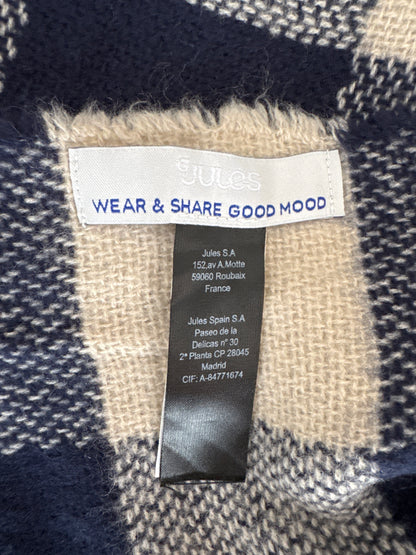 JULES
WEAR & SHARE GOOD MOOD
Jules S.A
152,av A.Motte
59060 Roubaix
France
Jules Spain S.A
Paseo de la
Delicas n° 30
2ª Planta CP 28045
Madrid
CIF: A-84771674